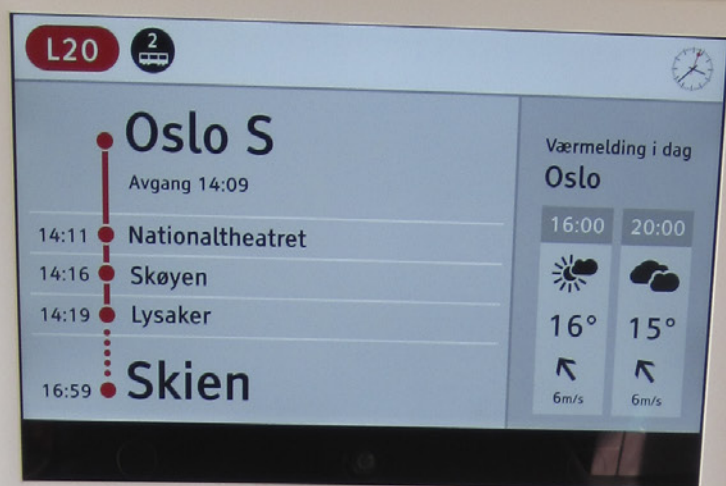 L20
2
Oslo S
Avgang 14:09
14:11 Nationaltheatret
14:16 Skøyen
14:19 Lysaker
16:59 Skien
Værmelding i dag
Oslo
16:00 20:00
16° 15°
6m/s 6m/s